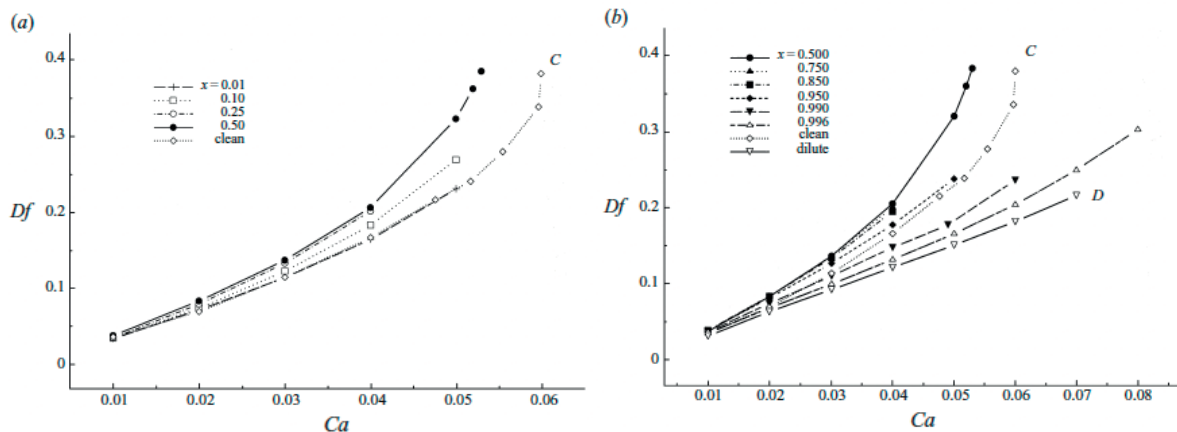 (a)
0.4
0.3
Df
0.2
0.1
0
x = 0.01
0.10
0.25
0.50
clean
C
0.01 0.02 0.03 0.04 0.05 0.06
Ca
(b)
0.4
0.3
Df
0.2
0.1
0
x = 0.500
0.750
0.850
0.950
0.990
0.996
clean
dilute
C
D
0.01 0.02 0.03 0.04 0.05 0.06 0.07 0.08
Ca